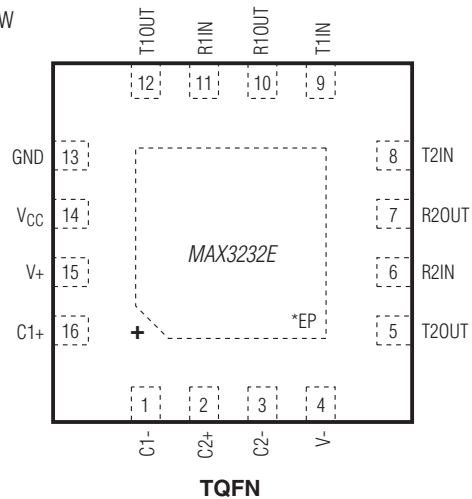 W
T1OUT R1IN R1OUT T1IN
12 11 10 9
GND 13 8 T2IN
VCC 14 7 R2OUT
MAX3232E
V+ 15 6 R2IN
C1+ 16 + *EP 5 T2OUT
1 2 3 4
C1- C2+ C2- V-
TQFN